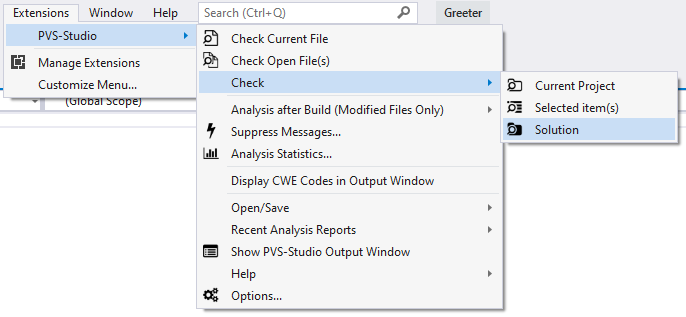 Extensions Window Help Search (Ctrl+Q) Greeter
PVS-Studio
Manage Extensions
Customize Menu...
(Global Scope)
Check Current File
Check Open File(s)
Check
Analysis after Build (Modified Files Only)
Suppress Messages...
Analysis Statistics...
Display CWE Codes in Output Window
Open/Save
Recent Analysis Reports
Show PVS-Studio Output Window
Help
Options...
Current Project
Selected item(s)
Solution